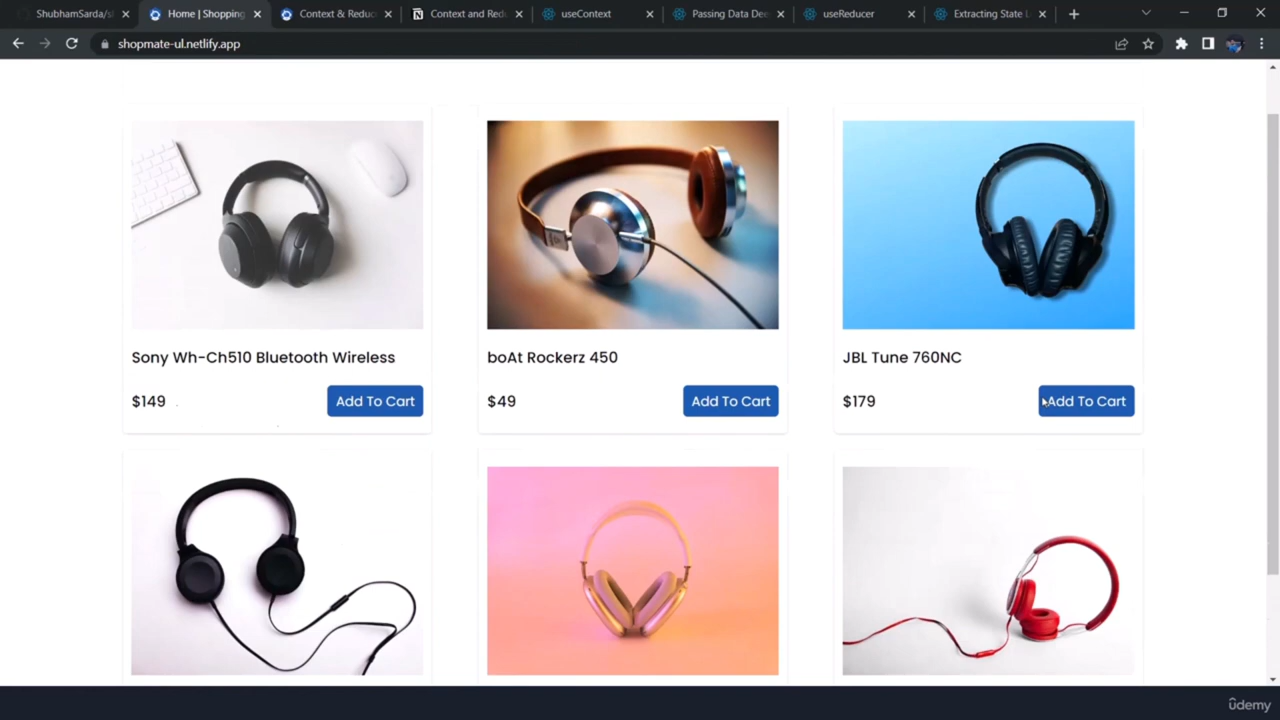 ShubhamSarda/s
Home | Shopping
Context & Reduc
Context and Red
useContext
Passing Data Dee
useReducer
Extracting State L
shopmate-ul.netlify.app
Sony Wh-Ch510 Bluetooth Wireless
$149
Add To Cart
boAt Rockerz 450
$49
Add To Cart
JBL Tune 760NC
$179
Add To Cart
ûdemy